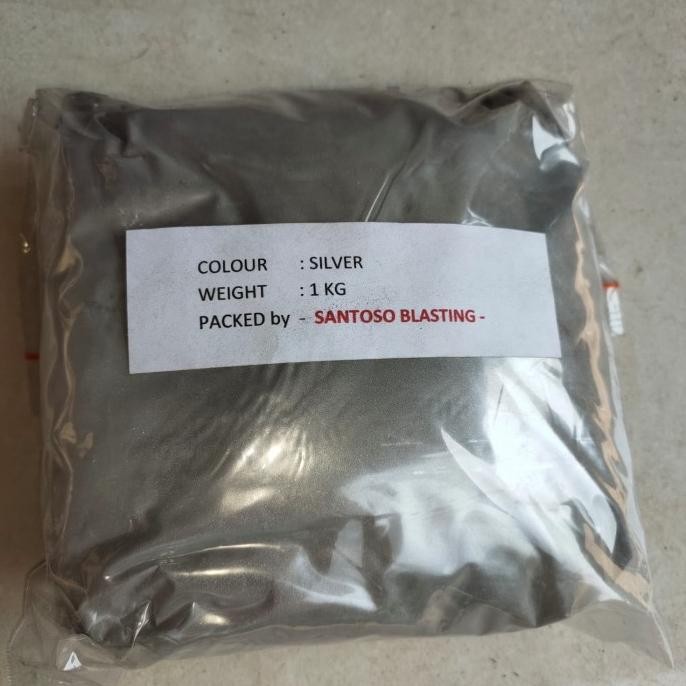 COLOUR : SILVER
WEIGHT : 1 KG
PACKED by - SANTOSO BLASTING -